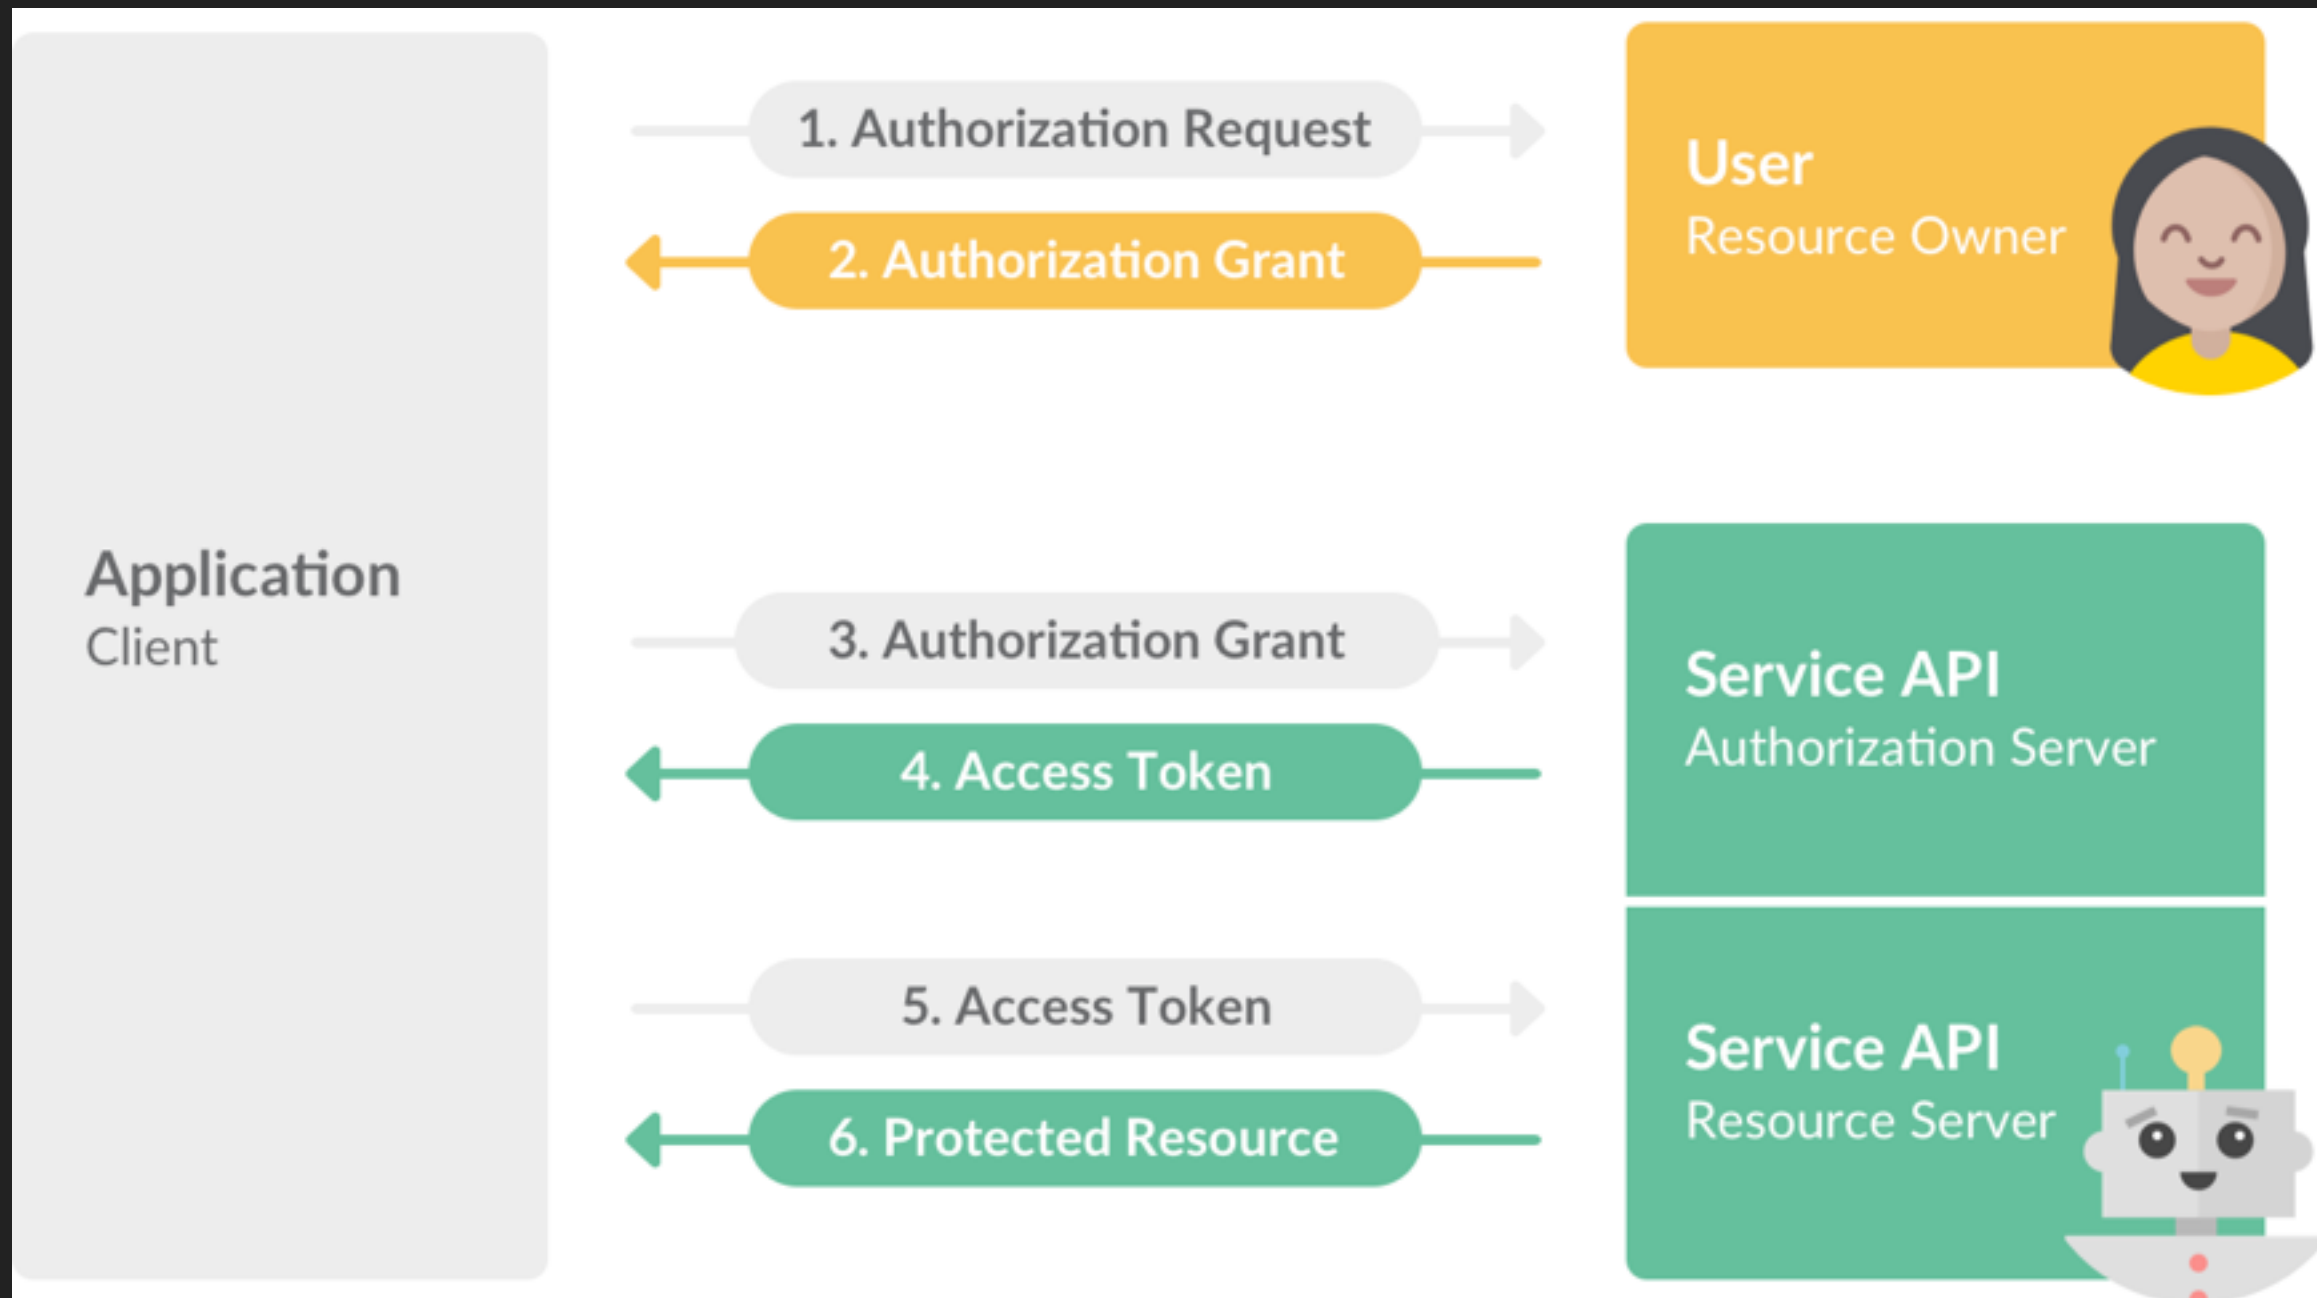 1. Authorization Request
2. Authorization Grant
User
Resource Owner
Application
Client
3. Authorization Grant
4. Access Token
Service API
Authorization Server
5. Access Token
6. Protected Resource
Service API
Resource Server